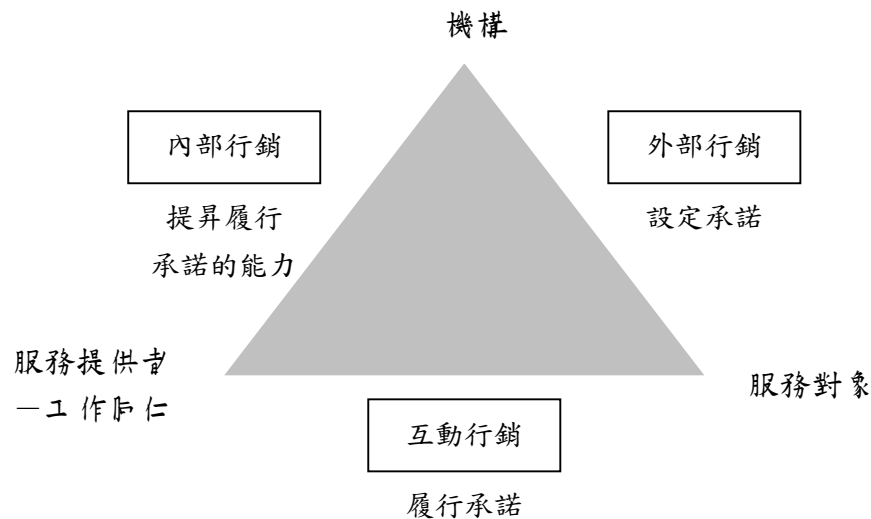 機構
內部行銷
外部行銷
提昇履行
承諾的能力
設定承諾
服務提供者
－工作同仁
服務對象
互動行銷
履行承諾